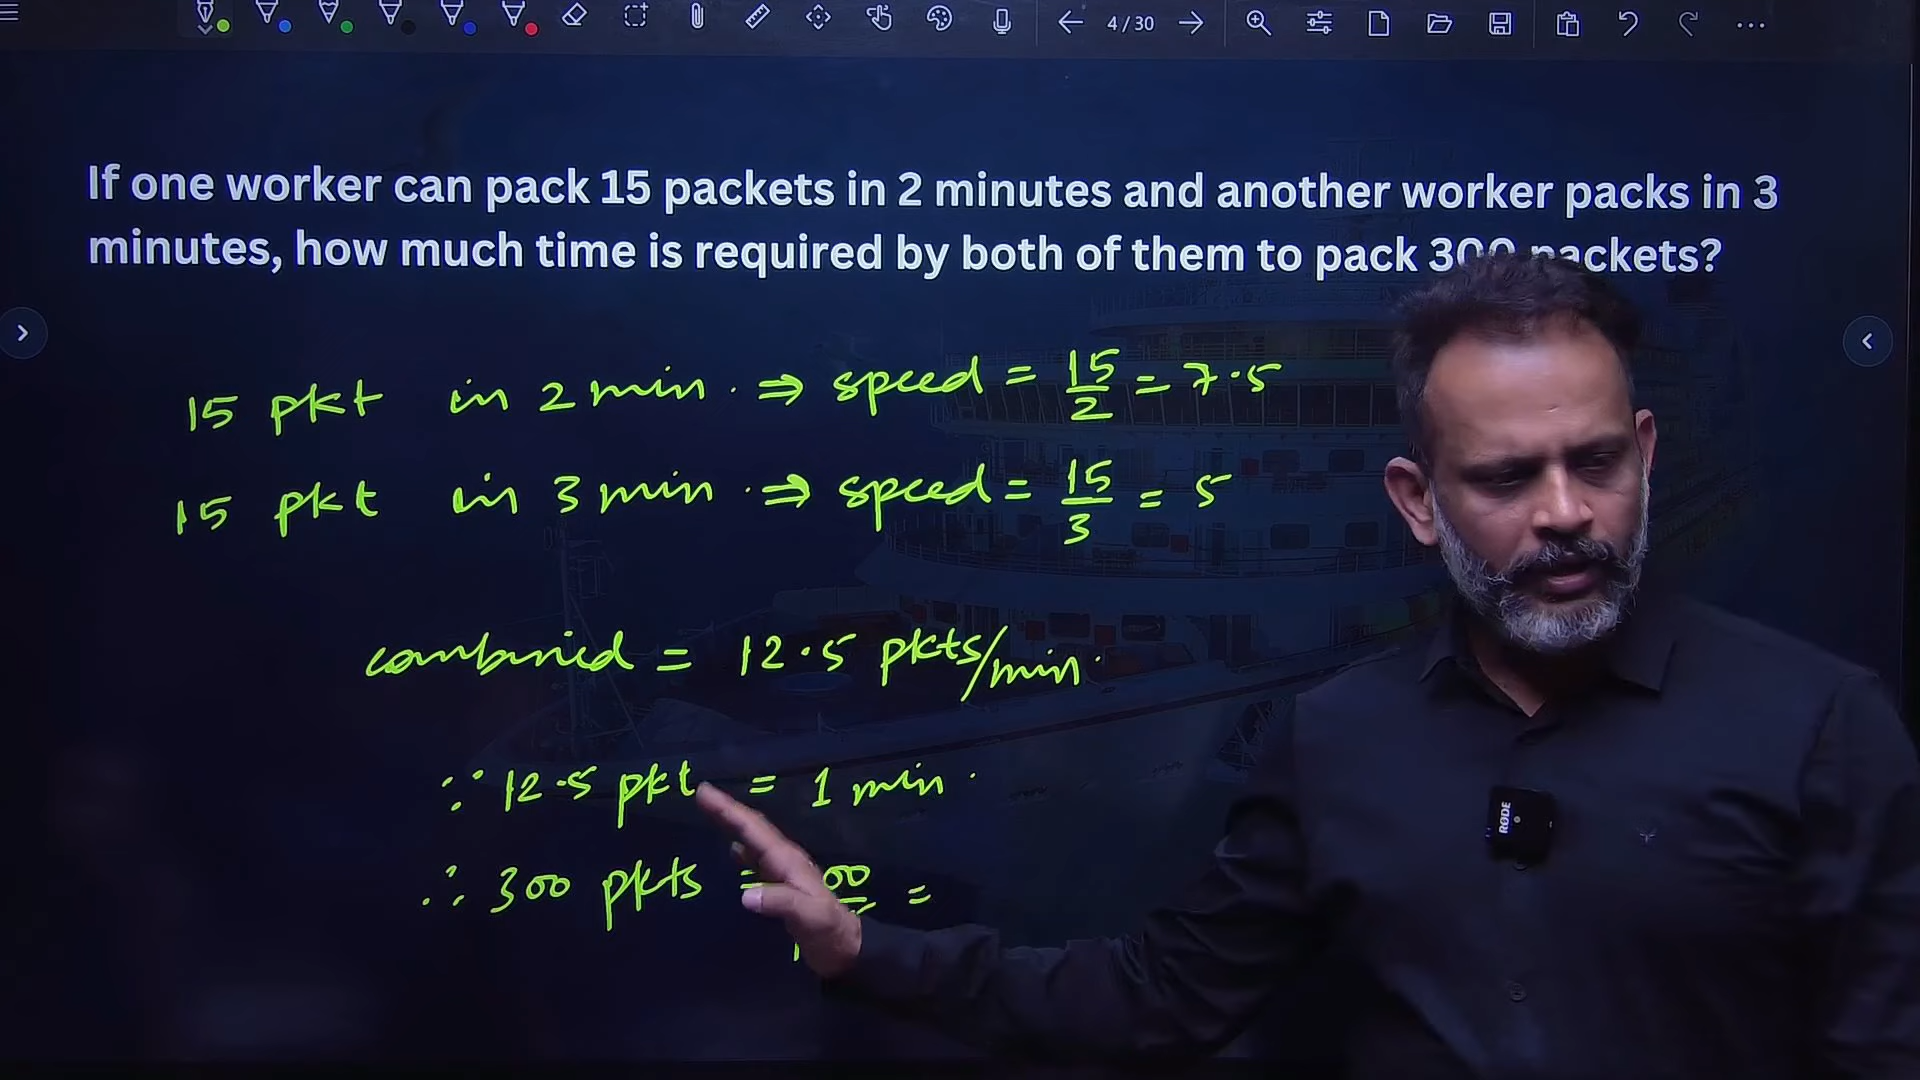 4 / 30
If one worker can pack 15 packets in 2 minutes and another worker packs in 3
minutes, how much time is required by both of them to pack 300 packets?
15 pkt in 2 min. ⇒ speed = 15/2 = 7.5
15 pkt in 3 min. ⇒ speed = 15/3 = 5
combined = 12.5 pkts/min.
∵ 12.5 pkt = 1 min.
∴ 300 pkts = =
RØDE